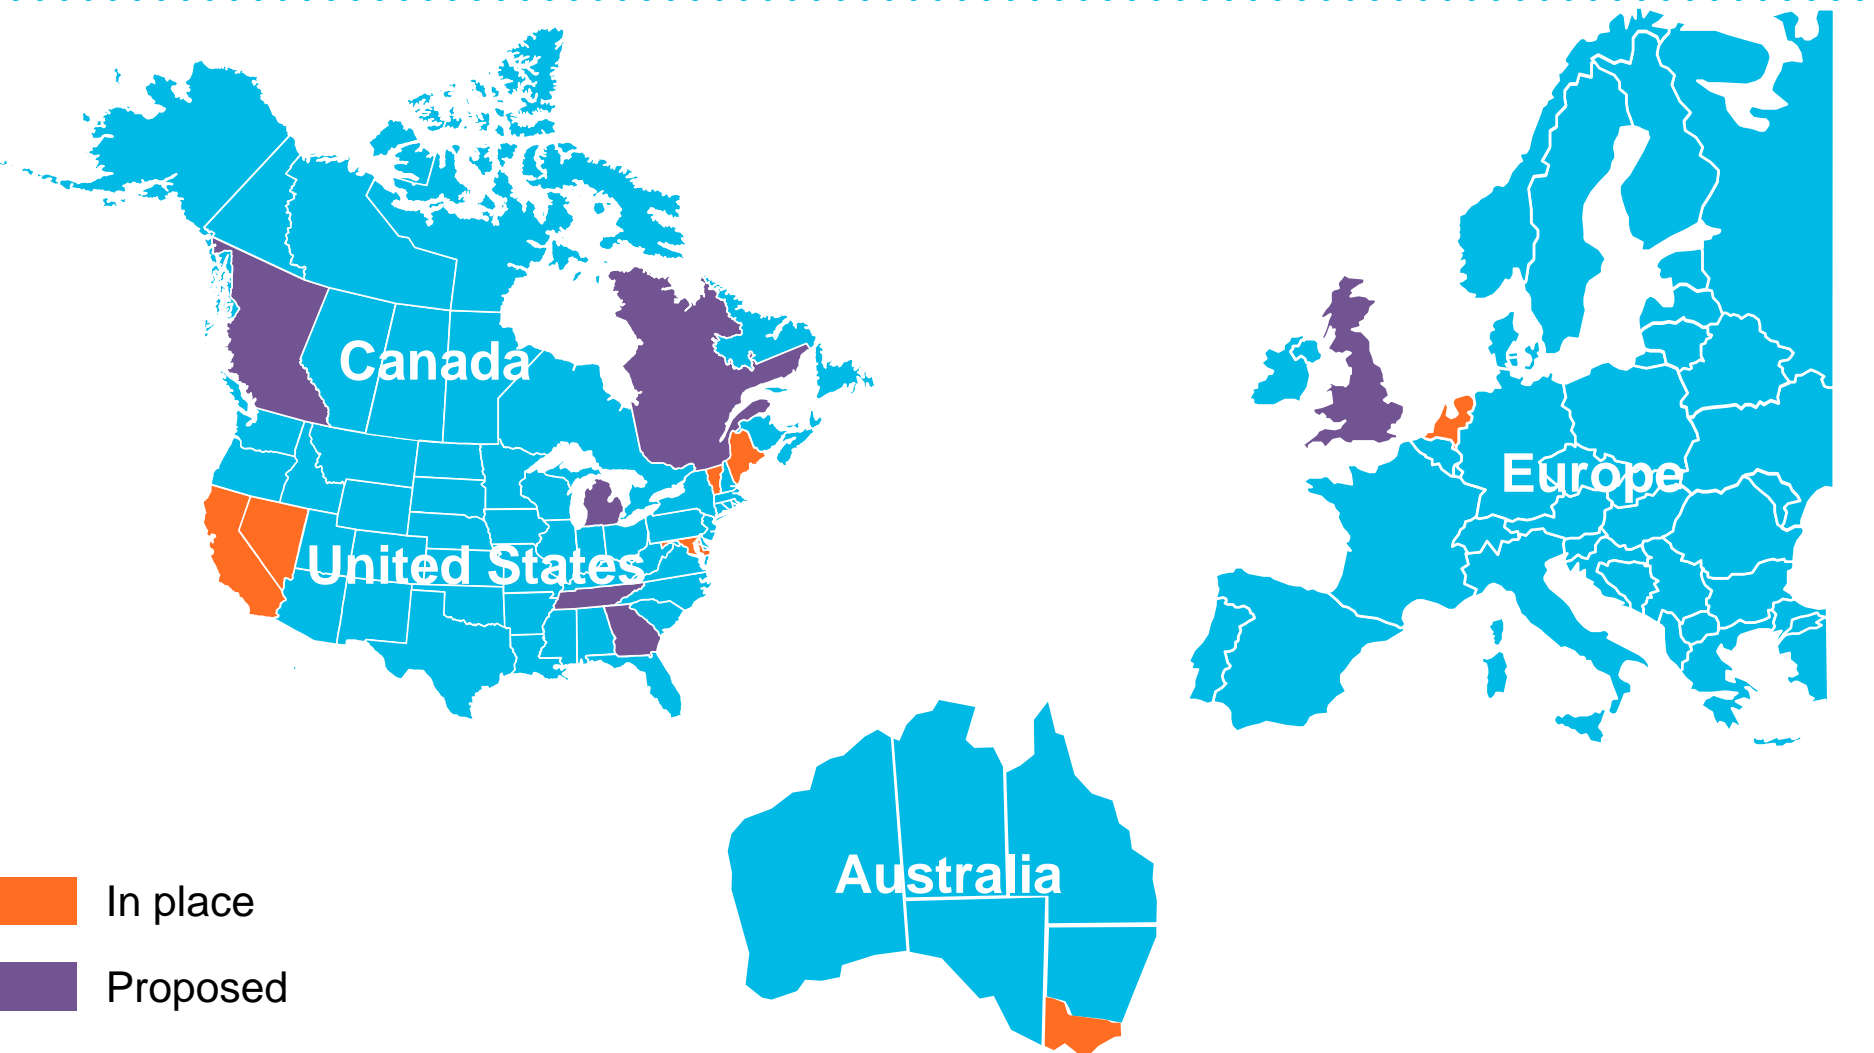 Canada
Europe
United States
Australia
In place
Proposed